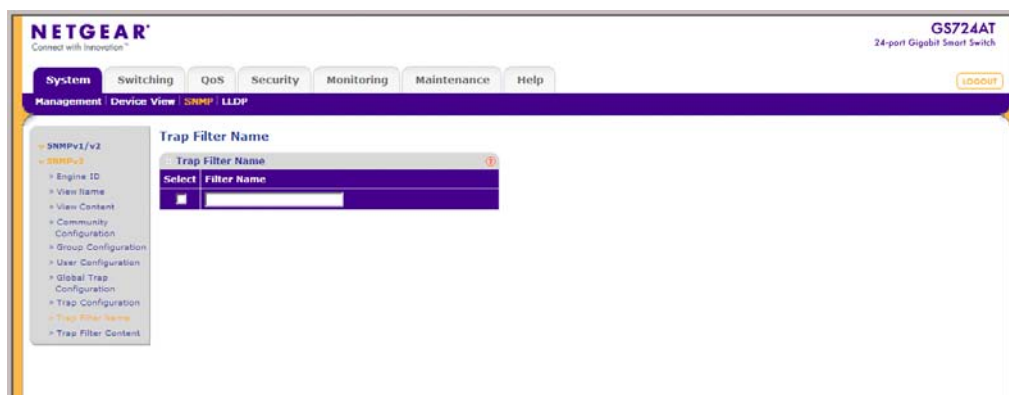 NETGEAR®
Connect with Innovation™
GS724AT
24-port Gigabit Smart Switch
System Switching QoS Security Monitoring Maintenance Help
LOGOUT
Management Device View SNMP LLDP
SNMPv1/v2
SNMPv3
Engine ID
View Name
View Content
Community
Configuration
Group Configuration
User Configuration
Global Trap
Configuration
Trap Configuration
Trap Filter Name
Trap Filter Content
Trap Filter Name
Trap Filter Name
Select Filter Name